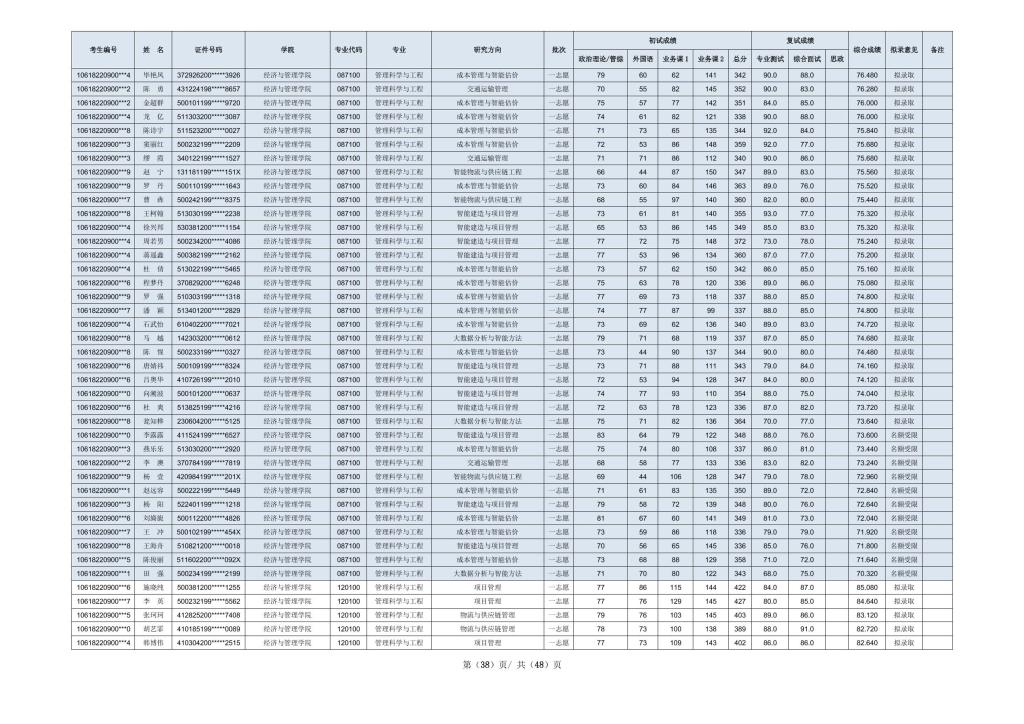 考生编号 姓 名 证件号码 学院 专业代码 专业 研究方向 批次 初试成绩 复试成绩 综合成绩 拟录意见 备注
政治理论/管综 外国语 业务课1 业务课2 总分 专业测试 综合面试 思政
10618220900***4 毕艳风 372926200*****3926 经济与管理学院 087100 管理科学与工程 成本管理与智能估价 一志愿 79 60 62 141 342 90.0 88.0 76.480 拟录取
10618220900***2 陈 勇 431224198*****8657 经济与管理学院 087100 管理科学与工程 交通运输管理 一志愿 70 55 82 145 352 90.0 83.0 76.280 拟录取
10618220900***2 金超群 500101199*****9720 经济与管理学院 087100 管理科学与工程 成本管理与智能估价 一志愿 75 57 77 142 351 84.0 85.0 76.000 拟录取
10618220900***4 龙 亿 511303200*****3087 经济与管理学院 087100 管理科学与工程 成本管理与智能估价 一志愿 74 61 82 121 338 90.0 88.0 76.000 拟录取
10618220900***8 陈诗宇 511523200*****0027 经济与管理学院 087100 管理科学与工程 成本管理与智能估价 一志愿 71 73 65 135 344 92.0 84.0 75.840 拟录取
10618220900***3 窦丽红 500232199*****2209 经济与管理学院 087100 管理科学与工程 成本管理与智能估价 一志愿 72 53 86 148 359 92.0 77.0 75.680 拟录取
10618220900***3 缪 霞 340122199*****1527 经济与管理学院 087100 管理科学与工程 交通运输管理 一志愿 71 71 86 112 340 90.0 86.0 75.680 拟录取
10618220900***9 赵 宁 131181199*****151X 经济与管理学院 087100 管理科学与工程 智能物流与供应链工程 一志愿 66 44 87 150 347 89.0 83.0 75.560 拟录取
10618220900***9 罗 丹 500110199*****1643 经济与管理学院 087100 管理科学与工程 成本管理与智能估价 一志愿 73 60 84 146 363 89.0 76.0 75.520 拟录取
10618220900***7 曹 犇 500242199*****8375 经济与管理学院 087100 管理科学与工程 智能物流与供应链工程 一志愿 68 55 97 140 360 82.0 80.0 75.440 拟录取
10618220900***8 王柯翰 513030199*****2238 经济与管理学院 087100 管理科学与工程 智能建造与项目管理 一志愿 73 61 81 140 355 93.0 77.0 75.320 拟录取
10618220900***4 徐兴邦 530381200*****1154 经济与管理学院 087100 管理科学与工程 智能建造与项目管理 一志愿 65 53 86 145 349 85.0 83.0 75.320 拟录取
10618220900***4 周若男 500234200*****4086 经济与管理学院 087100 管理科学与工程 智能建造与项目管理 一志愿 77 72 75 148 372 73.0 78.0 75.240 拟录取
10618220900***4 蒋遥鑫 500382199*****2162 经济与管理学院 087100 管理科学与工程 智能建造与项目管理 一志愿 77 53 96 134 360 87.0 77.0 75.200 拟录取
10618220900***4 杜 倩 513022199*****5465 经济与管理学院 087100 管理科学与工程 成本管理与智能估价 一志愿 73 57 62 150 342 86.0 85.0 75.160 拟录取
10618220900***6 程梦丹 370829200*****6248 经济与管理学院 087100 管理科学与工程 成本管理与智能估价 一志愿 75 63 78 120 336 89.0 86.0 75.080 拟录取
10618220900***9 罗 强 510303199*****1318 经济与管理学院 087100 管理科学与工程 成本管理与智能估价 一志愿 77 69 73 118 337 88.0 85.0 74.800 拟录取
10618220900***7 潘 颖 513401200*****2829 经济与管理学院 087100 管理科学与工程 成本管理与智能估价 一志愿 74 77 87 99 337 88.0 85.0 74.800 拟录取
10618220900***4 石武怡 610402200*****7021 经济与管理学院 087100 管理科学与工程 成本管理与智能估价 一志愿 73 69 62 136 340 89.0 83.0 74.720 拟录取
10618220900***8 马 越 142303200*****0612 经济与管理学院 087100 管理科学与工程 大数据分析与智能方法 一志愿 79 71 68 119 337 87.0 85.0 74.680 拟录取
10618220900***8 陈 锞 500233199*****0327 经济与管理学院 087100 管理科学与工程 成本管理与智能估价 一志愿 73 44 90 137 344 90.0 80.0 74.480 拟录取
10618220900***6 唐婧祎 500109199*****8324 经济与管理学院 087100 管理科学与工程 智能建造与项目管理 一志愿 73 71 88 111 343 79.0 84.0 74.160 拟录取
10618220900***6 吕奥华 410726199*****2010 经济与管理学院 087100 管理科学与工程 智能建造与项目管理 一志愿 72 53 94 128 347 84.0 80.0 74.120 拟录取
10618220900***0 向溯波 500101200*****0637 经济与管理学院 087100 管理科学与工程 智能建造与项目管理 一志愿 74 77 93 110 354 88.0 75.0 74.040 拟录取
10618220900***6 杜 爽 513825199*****4216 经济与管理学院 087100 管理科学与工程 智能建造与项目管理 一志愿 72 63 78 123 336 87.0 82.0 73.720 拟录取
10618220900***8 瓮知桦 230604200*****5125 经济与管理学院 087100 管理科学与工程 大数据分析与智能方法 一志愿 75 71 82 136 364 70.0 77.0 73.640 拟录取
10618220900***0 李露露 411524199*****6527 经济与管理学院 087100 管理科学与工程 智能建造与项目管理 一志愿 83 64 79 122 348 88.0 76.0 73.600 名额受限
10618220900***3 燕乐乐 513030200*****2920 经济与管理学院 087100 管理科学与工程 成本管理与智能估价 一志愿 75 74 80 108 337 86.0 81.0 73.440 名额受限
10618220900***2 李 澳 370784199*****7819 经济与管理学院 087100 管理科学与工程 交通运输管理 一志愿 68 58 77 133 336 83.0 82.0 73.240 名额受限
10618220900***9 杨 壹 420984199*****201X 经济与管理学院 087100 管理科学与工程 智能物流与供应链工程 一志愿 69 44 106 128 347 79.0 78.0 72.960 名额受限
10618220900***1 赵远容 500222199*****5449 经济与管理学院 087100 管理科学与工程 成本管理与智能估价 一志愿 71 61 83 135 350 89.0 72.0 72.840 名额受限
10618220900***3 杨 阳 522401199*****1218 经济与管理学院 087100 管理科学与工程 智能建造与项目管理 一志愿 79 58 72 139 348 80.0 76.0 72.640 名额受限
10618220900***6 刘旖旎 500112200*****4826 经济与管理学院 087100 管理科学与工程 成本管理与智能估价 一志愿 81 67 60 141 349 81.0 73.0 72.040 名额受限
10618220900***7 王 冲 500102199*****454X 经济与管理学院 087100 管理科学与工程 成本管理与智能估价 一志愿 73 59 86 118 336 79.0 79.0 71.920 名额受限
10618220900***8 王海舟 510821200*****0018 经济与管理学院 087100 管理科学与工程 智能建造与项目管理 一志愿 70 56 65 145 336 85.0 76.0 71.800 名额受限
10618220900***5 陈俊丽 511602200*****092X 经济与管理学院 087100 管理科学与工程 成本管理与智能估价 一志愿 73 68 88 129 358 71.0 72.0 71.640 名额受限
10618220900***1 田 强 500234199*****2199 经济与管理学院 087100 管理科学与工程 大数据分析与智能方法 一志愿 71 70 80 122 343 68.0 75.0 70.320 名额受限
10618220900***6 施晓纯 500381200*****1255 经济与管理学院 120100 管理科学与工程 项目管理 一志愿 77 86 115 144 422 84.0 87.0 85.080 拟录取
10618220900***7 李 英 500232199*****5562 经济与管理学院 120100 管理科学与工程 项目管理 一志愿 77 76 129 145 427 80.0 85.0 84.640 拟录取
10618220900***5 张珂珂 412825200*****7408 经济与管理学院 120100 管理科学与工程 物流与供应链管理 一志愿 79 76 103 145 403 89.0 86.0 83.120 拟录取
10618220900***0 胡艺霏 410185199*****0089 经济与管理学院 120100 管理科学与工程 物流与供应链管理 一志愿 78 73 100 138 389 88.0 91.0 82.720 拟录取
10618220900***4 韩博伟 410304200*****2515 经济与管理学院 120100 管理科学与工程 项目管理 一志愿 77 73 109 143 402 86.0 86.0 82.640 拟录取
第（38）页/ 共（48）页